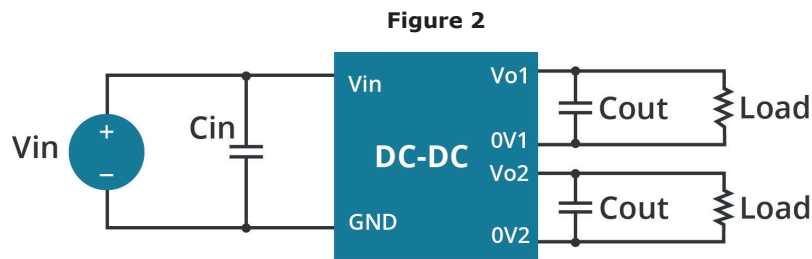 Figure 2
Vin
+
−
Cin
Vin
GND
DC-DC
Vo1
0V1
Vo2
0V2
Cout
Load
Cout
Load